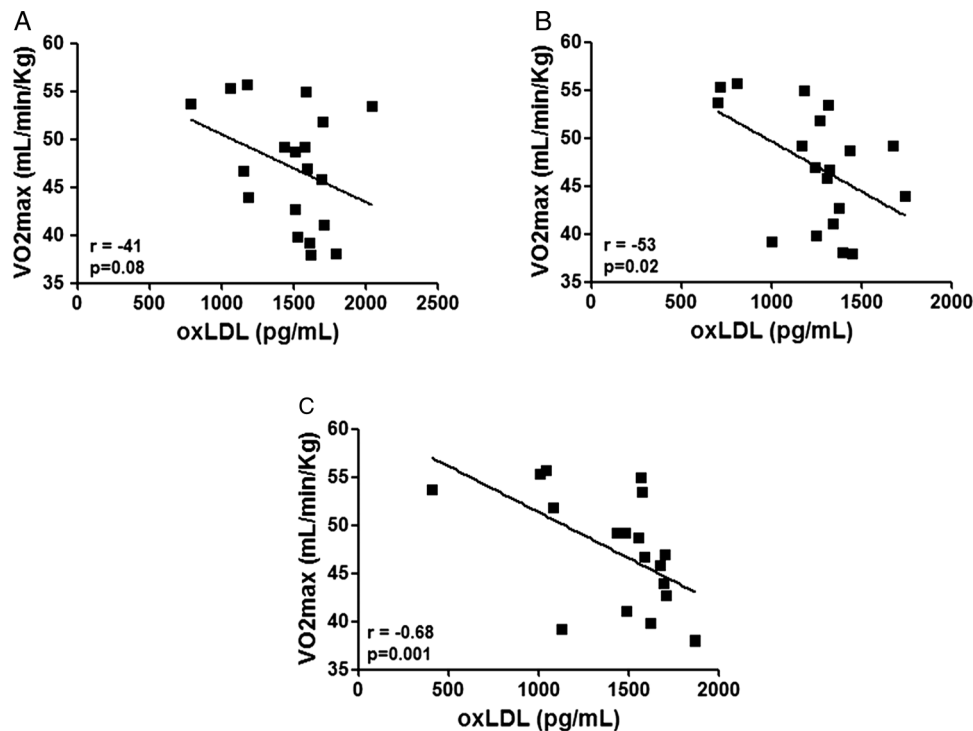 A
VO2max (mL/min/Kg)
60
55
50
45
40
35
r = -41
p=0.08
0
500
1000
1500
2000
2500
oxLDL (pg/mL)
B
VO2max (mL/min/Kg)
60
55
50
45
40
35
r = -53
p=0.02
0
500
1000
1500
2000
oxLDL (pg/mL)
C
VO2max (mL/min/Kg)
60
55
50
45
40
35
r = -0.68
p=0.001
0
500
1000
1500
2000
oxLDL (pg/mL)